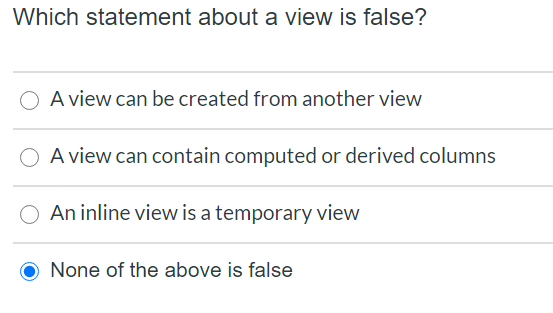 Which statement about a view is false?
A view can be created from another view
A view can contain computed or derived columns
An inline view is a temporary view
None of the above is false